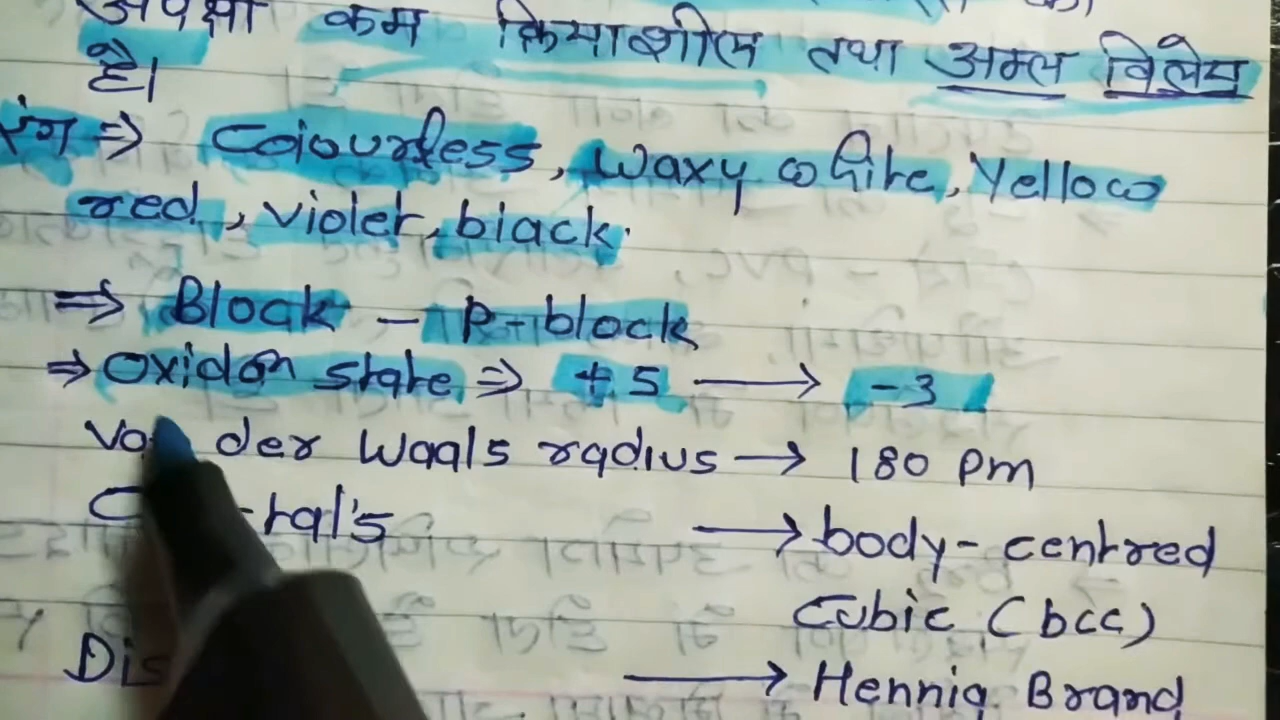 अपेक्षा कम क्रियाशील तथा अम्ल विलेय
है।
रंग ⇒ Colourless, Waxy white, Yellow
red, violet, black.
⇒ Block – P-block
⇒ Oxidon state ⇒ +5 ⟶ -3
der Waals radius → 180 pm
⟶ body-centred
Cubic (bcc)
⟶ Hennig Brand